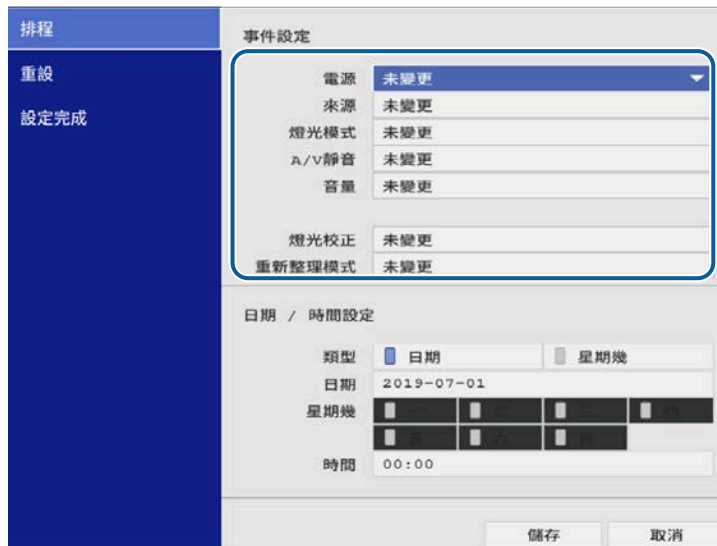 排程
重設
設定完成
事件設定
電源 未變更
來源 未變更
燈光模式 未變更
A/V靜音 未變更
音量 未變更
燈光校正 未變更
重新整理模式 未變更
日期 / 時間設定
類型 日期 星期幾
日期 2019-07-01
星期幾
時間 00:00
儲存 取消